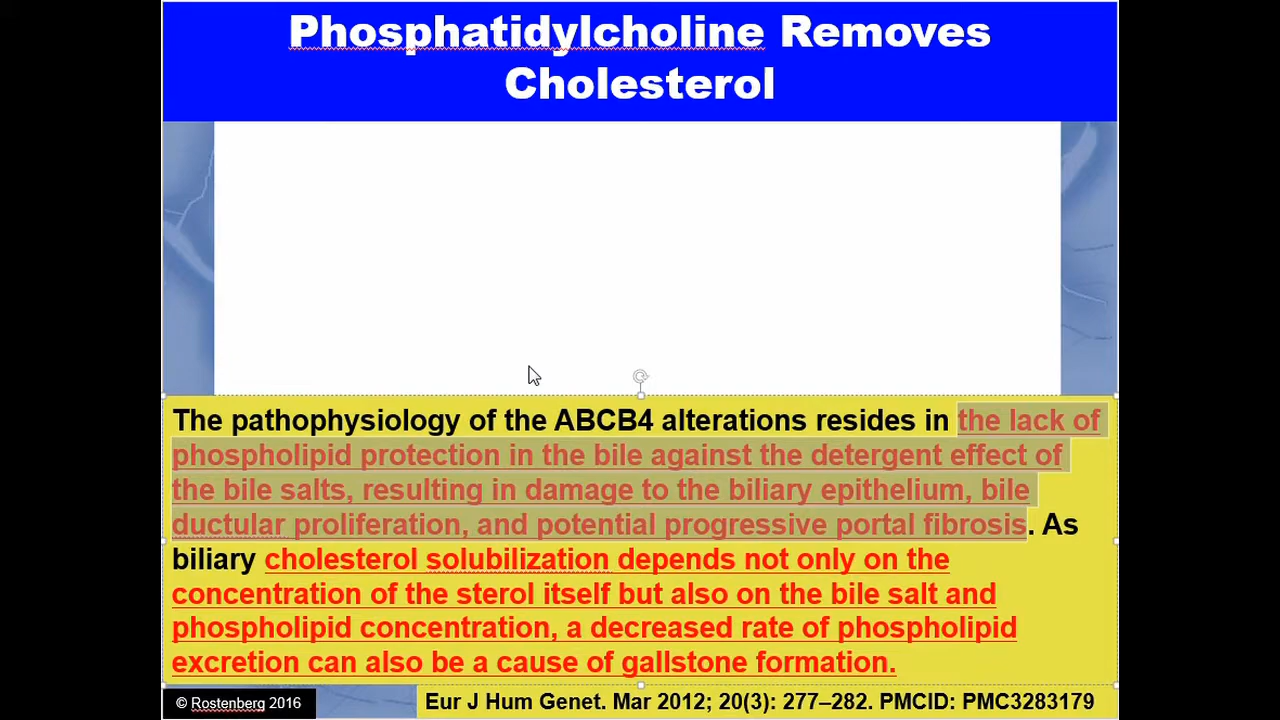 Phosphatidylcholine Removes
Cholesterol
The pathophysiology of the ABCB4 alterations resides in the lack of
phospholipid protection in the bile against the detergent effect of
the bile salts, resulting in damage to the biliary epithelium, bile
ductular proliferation, and potential progressive portal fibrosis. As
biliary cholesterol solubilization depends not only on the
concentration of the sterol itself but also on the bile salt and
phospholipid concentration, a decreased rate of phospholipid
excretion can also be a cause of gallstone formation.
© Rostenberg 2016
Eur J Hum Genet. Mar 2012; 20(3): 277–282. PMCID: PMC3283179